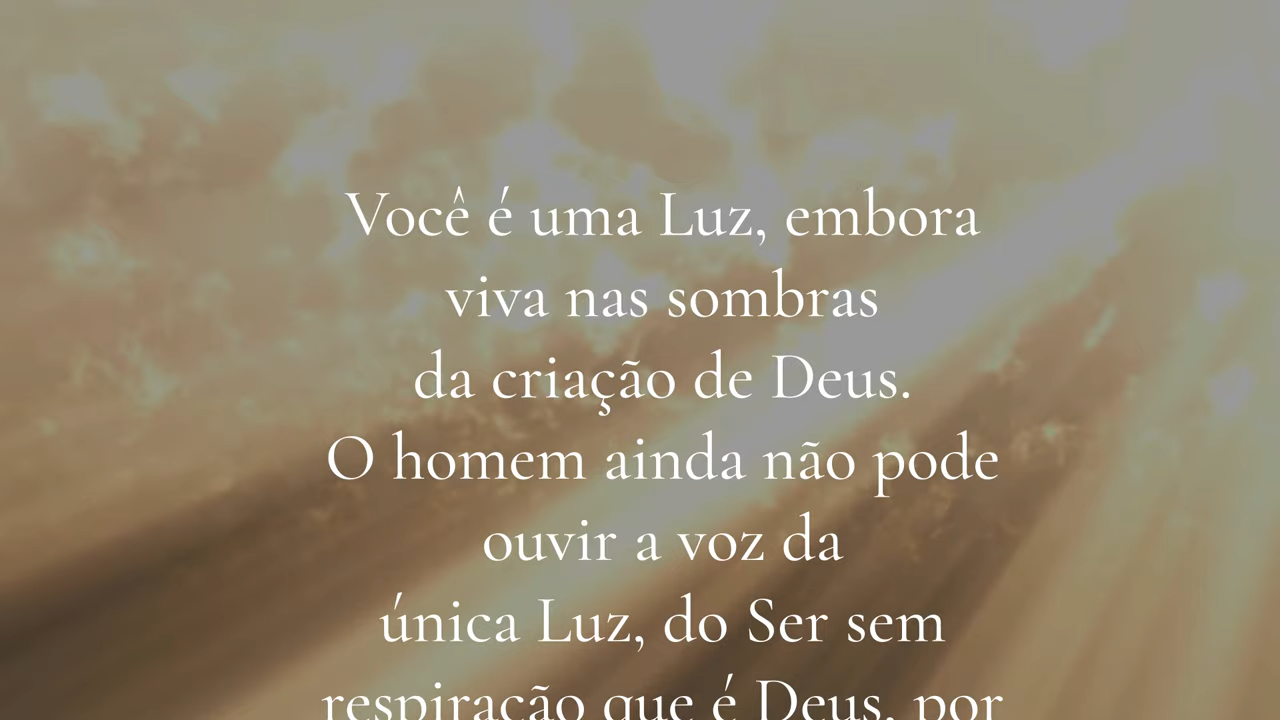 Você é uma Luz, embora
viva nas sombras
da criação de Deus.
O homem ainda não pode
ouvir a voz da
única Luz, do Ser sem
respiração que é Deus, por